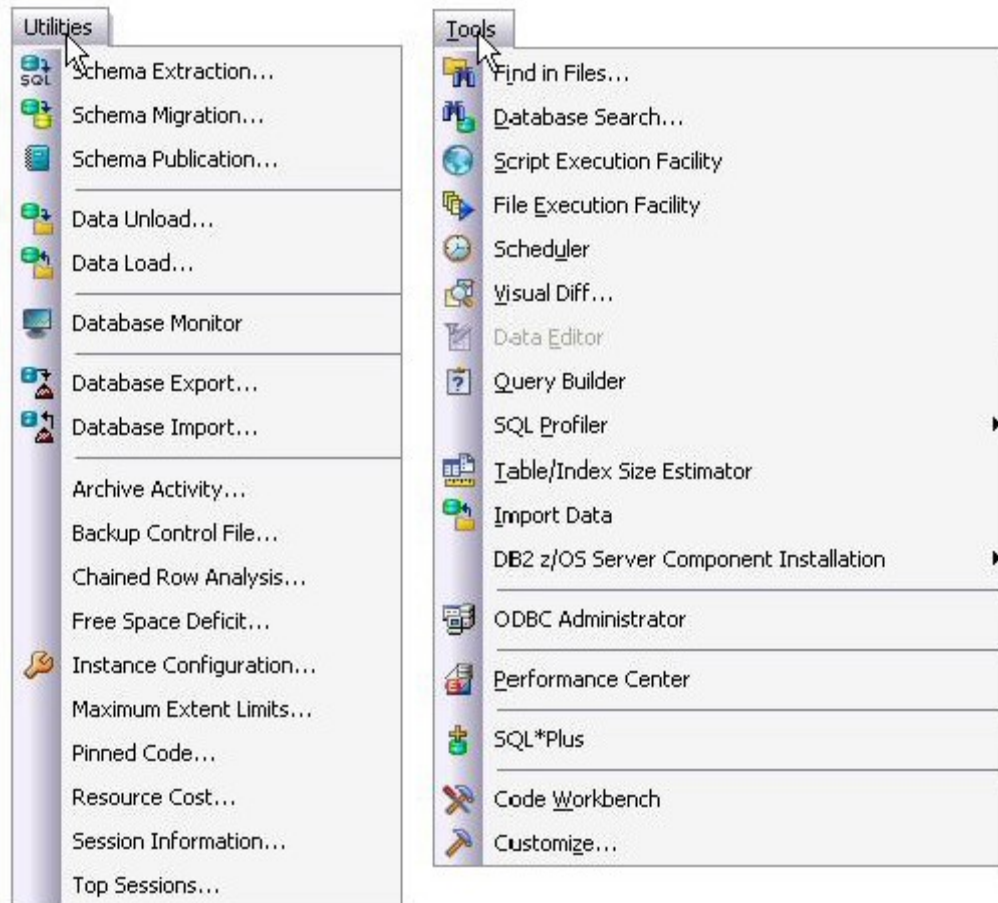 Utilities
Schema Extraction...
Schema Migration...
Schema Publication...
Data Unload...
Data Load...
Database Monitor
Database Export...
Database Import...
Archive Activity...
Backup Control File...
Chained Row Analysis...
Free Space Deficit...
Instance Configuration...
Maximum Extent Limits...
Pinned Code...
Resource Cost...
Session Information...
Top Sessions...
Tools
Find in Files...
Database Search...
Script Execution Facility
File Execution Facility
Scheduler
Visual Diff...
Data Editor
Query Builder
SQL Profiler
Table/Index Size Estimator
Import Data
DB2 z/OS Server Component Installation
ODBC Administrator
Performance Center
SQL*Plus
Code Workbench
Customize...